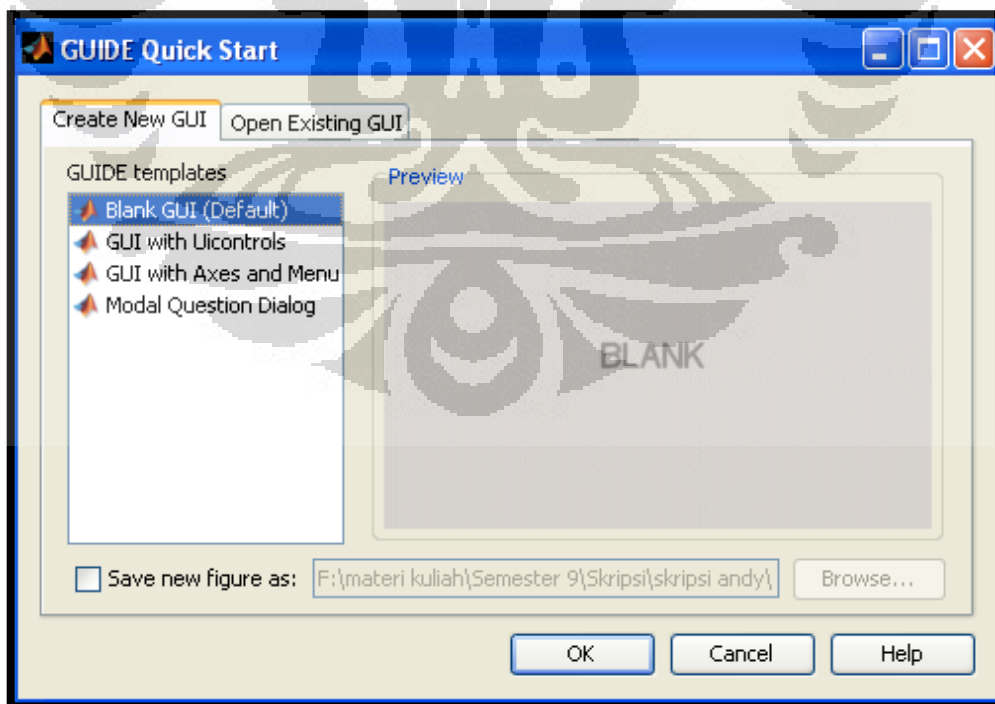 GUIDE Quick Start
Create New GUI
Open Existing GUI
GUIDE templates
Preview
Blank GUI (Default)
GUI with Uicontrols
GUI with Axes and Menu
Modal Question Dialog
BLANK
Save new figure as: F:\materi kuliah\Semester 9\Skripsi\skripsi andy\ Browse...
OK Cancel Help